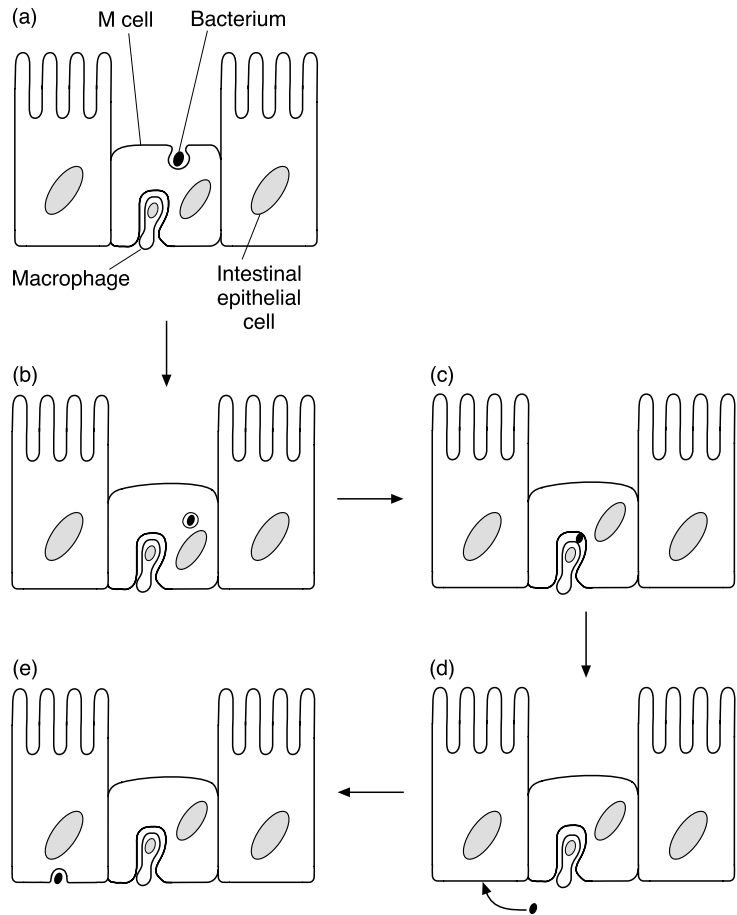 (a)
M cell
Bacterium
Macrophage
Intestinal
epithelial
cell
(b)
(c)
(e)
(d)